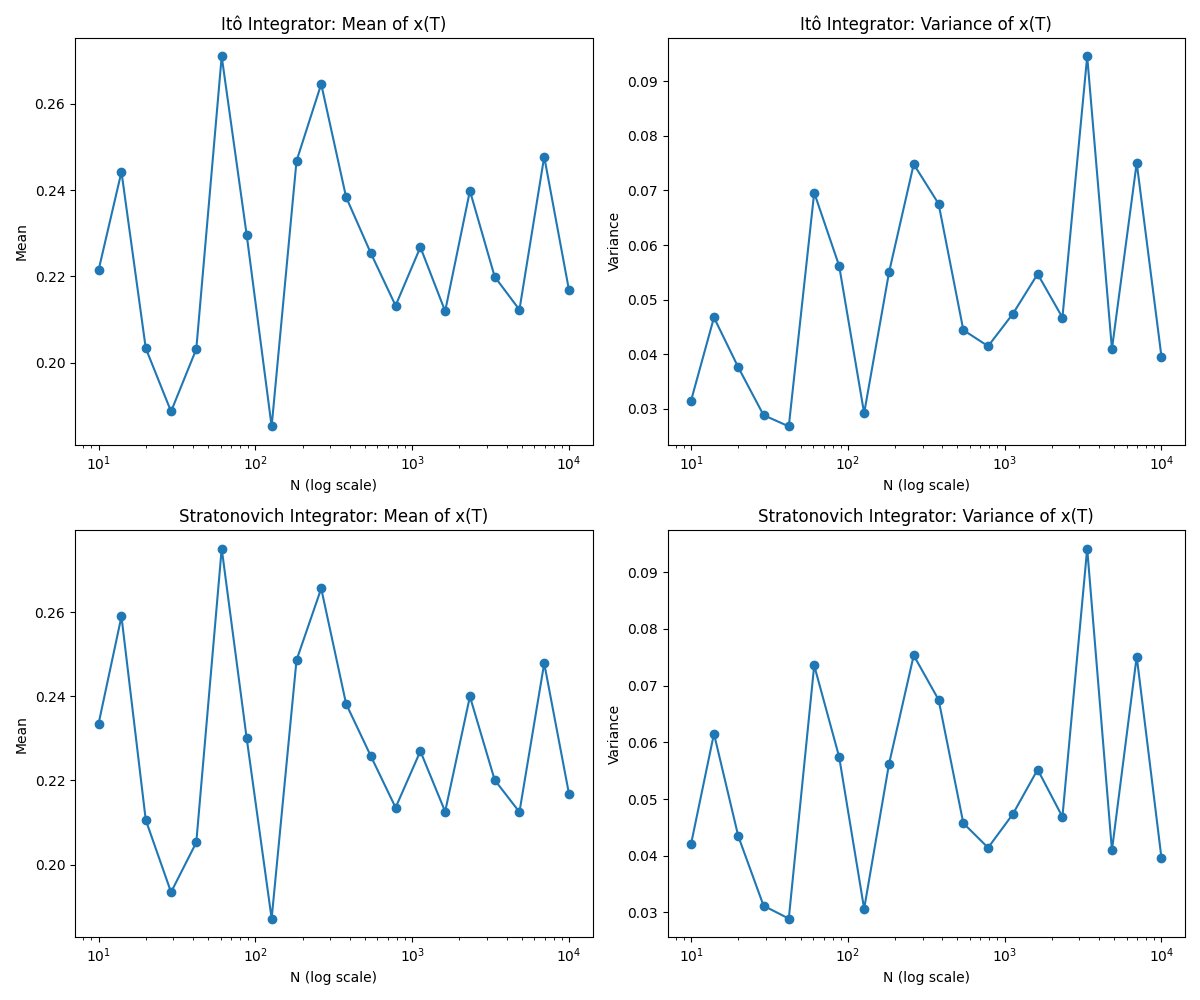 Itô Integrator: Mean of x(T)
Mean
0.26
0.24
0.22
0.20
10¹ 10² 10³ 10⁴
N (log scale)
Itô Integrator: Variance of x(T)
Variance
0.09
0.08
0.07
0.06
0.05
0.04
0.03
10¹ 10² 10³ 10⁴
N (log scale)
Stratonovich Integrator: Mean of x(T)
Mean
0.26
0.24
0.22
0.20
10¹ 10² 10³ 10⁴
N (log scale)
Stratonovich Integrator: Variance of x(T)
Variance
0.09
0.08
0.07
0.06
0.05
0.04
0.03
10¹ 10² 10³ 10⁴
N (log scale)